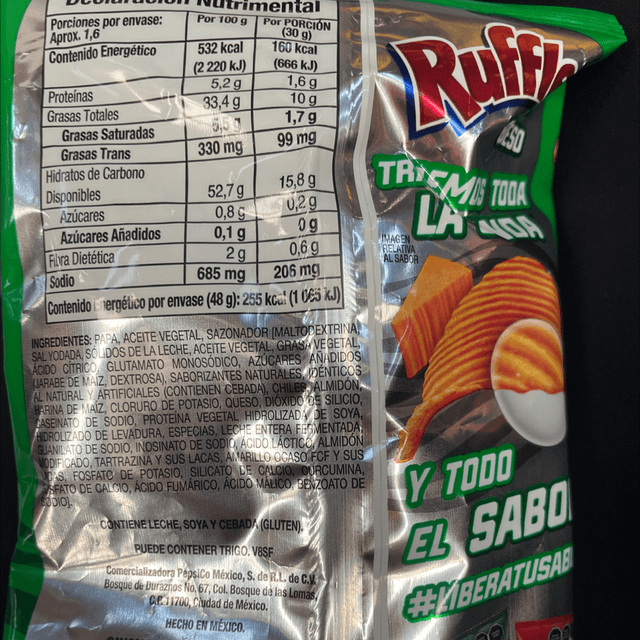 Declaración Nutrimental
Porciones por envase: Aprox. 1,6
Por 100 g
Por PORCIÓN (30 g)
Contenido Energético 532 kcal (2 220 kJ) 160 kcal (666 kJ)
Proteínas 5,2 g 1,6 g
Grasas Totales 33,4 g 10 g
Grasas Saturadas 5,5 g 1,7 g
Grasas Trans 330 mg 99 mg
Hidratos de Carbono
Disponibles 52,7 g 15,8 g
Azúcares 0,8 g 0,2 g
Azúcares Añadidos 0,1 g 0 g
Fibra Dietética 2 g 0,6 g
Sodio 685 mg 206 mg
Contenido Energético por envase (48 g): 255 kcal (1 065 kJ)
INGREDIENTES: PAPA, ACEITE VEGETAL, SAZONADOR [MALTODEXTRINA,
SAL YODADA, SÓLIDOS DE LA LECHE, ACEITE VEGETAL, GRASA VEGETAL,
ÁCIDO CÍTRICO, GLUTAMATO MONOSÓDICO, AZÚCARES AÑADIDOS
(JARABE DE MAÍZ, DEXTROSA), SABORIZANTES NATURALES, IDÉNTICOS
AL NATURAL Y ARTIFICIALES (CONTIENEN CEBADA), CHILES, ALMIDÓN,
HARINA DE MAÍZ, CLORURO DE POTASIO, QUESO, DIÓXIDO DE SILICIO,
CASEINATO DE SODIO, PROTEÍNA VEGETAL HIDROLIZADA DE SOYA,
HIDROLIZADO DE LEVADURA, ESPECIAS, LECHE ENTERA FERMENTADA,
GUANILATO DE SODIO, INOSINATO DE SODIO, ÁCIDO LÁCTICO, ALMIDÓN
MODIFICADO, TARTRAZINA Y SUS LACAS, AMARILLO OCASO FCF Y SUS
LACAS, FOSFATO DE POTASIO, SILICATO DE CALCIO, CÚRCUMINA,
FOSFATO DE CALCIO, ÁCIDO FUMÁRICO, ÁCIDO MÁLICO, BENZOATO DE
SODIO].
CONTIENE LECHE, SOYA Y CEBADA (GLUTEN).
PUEDE CONTENER TRIGO. V8SF
Comercializadora PepsiCo México, S. de R.L. de C.V.
Bosque de Duraznos No. 67, Col. Bosque de las Lomas,
C.P. 11700, Ciudad de México.
HECHO EN MÉXICO.
Ruffl
ESO
TRAEMOS TODA
LA
IMAGEN
RELATIVA
AL SABOR
Y TODO
EL SABO
#LIBERATUSAB